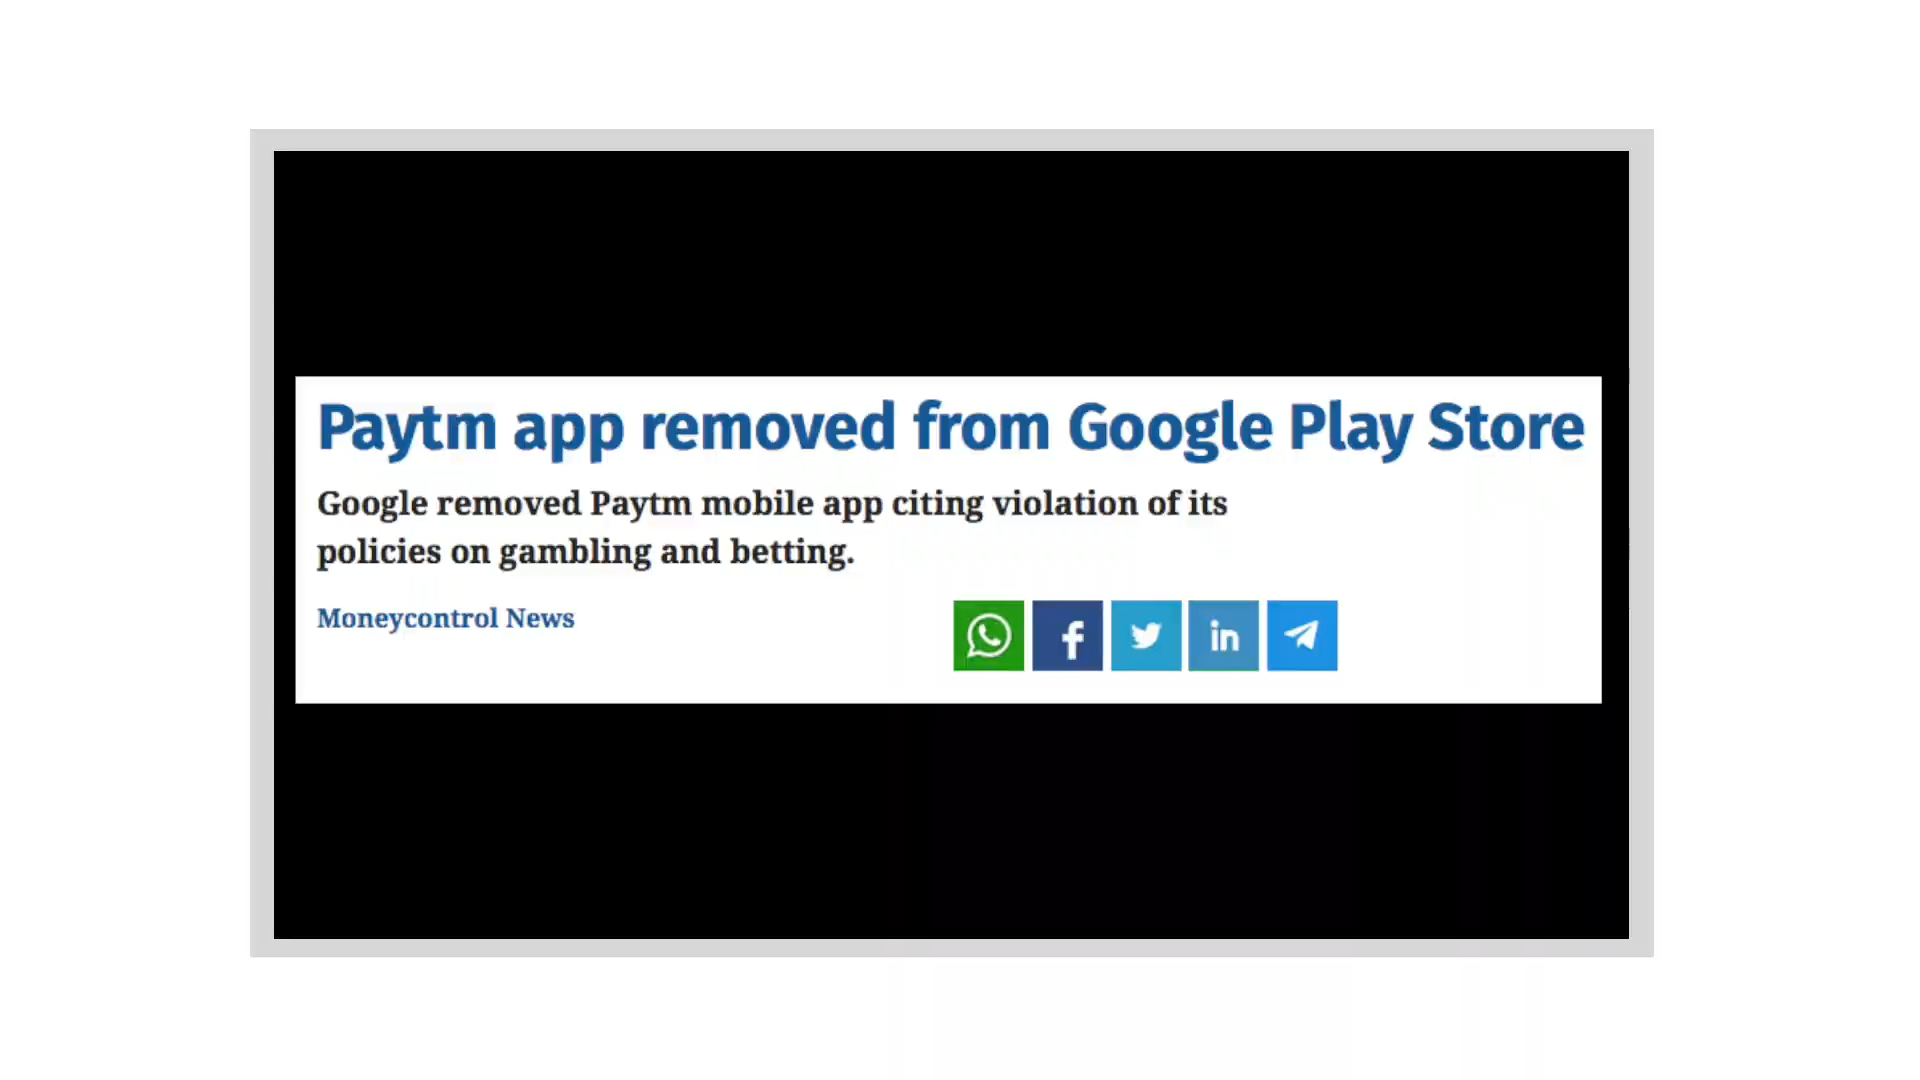 Paytm app removed from Google Play Store
Google removed Paytm mobile app citing violation of its
policies on gambling and betting.
Moneycontrol News